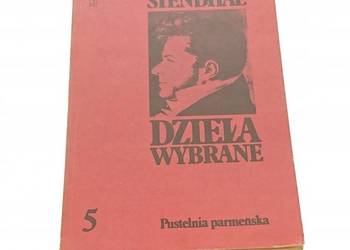 STENDHAL
DZIEŁA
WYBRANE
5
Pustelnia parmeńska